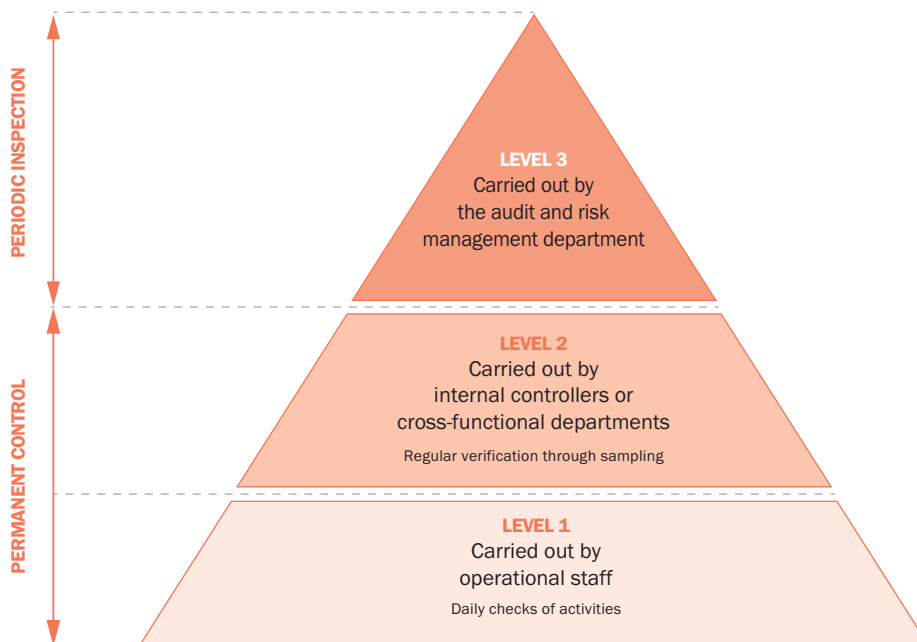 PERIODIC INSPECTION
LEVEL 3
Carried out by
the audit and risk
management department
PERMANENT CONTROL
LEVEL 2
Carried out by
internal controllers or
cross-functional departments
Regular verification through sampling
LEVEL 1
Carried out by
operational staff
Daily checks of activities